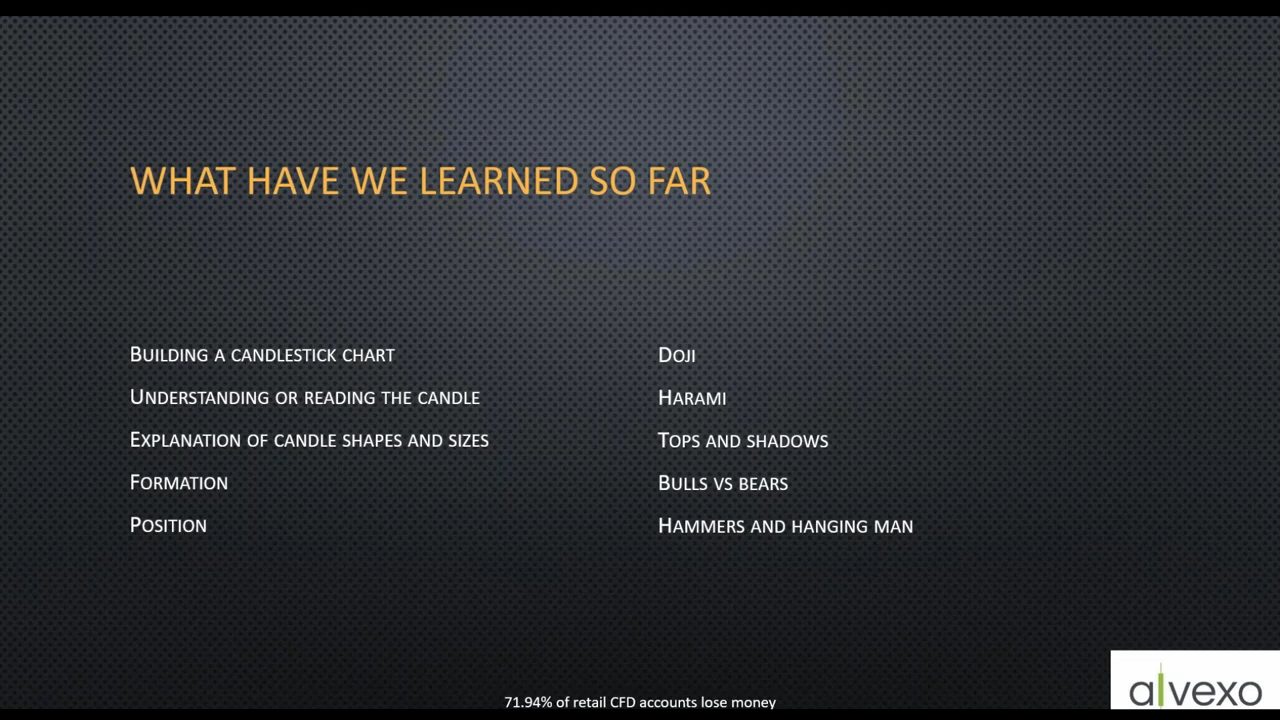 WHAT HAVE WE LEARNED SO FAR
BUILDING A CANDLESTICK CHART
UNDERSTANDING OR READING THE CANDLE
EXPLANATION OF CANDLE SHAPES AND SIZES
FORMATION
POSITION
DOJI
HARAMI
TOPS AND SHADOWS
BULLS VS BEARS
HAMMERS AND HANGING MAN
71.94% of retail CFD accounts lose money
alvexo